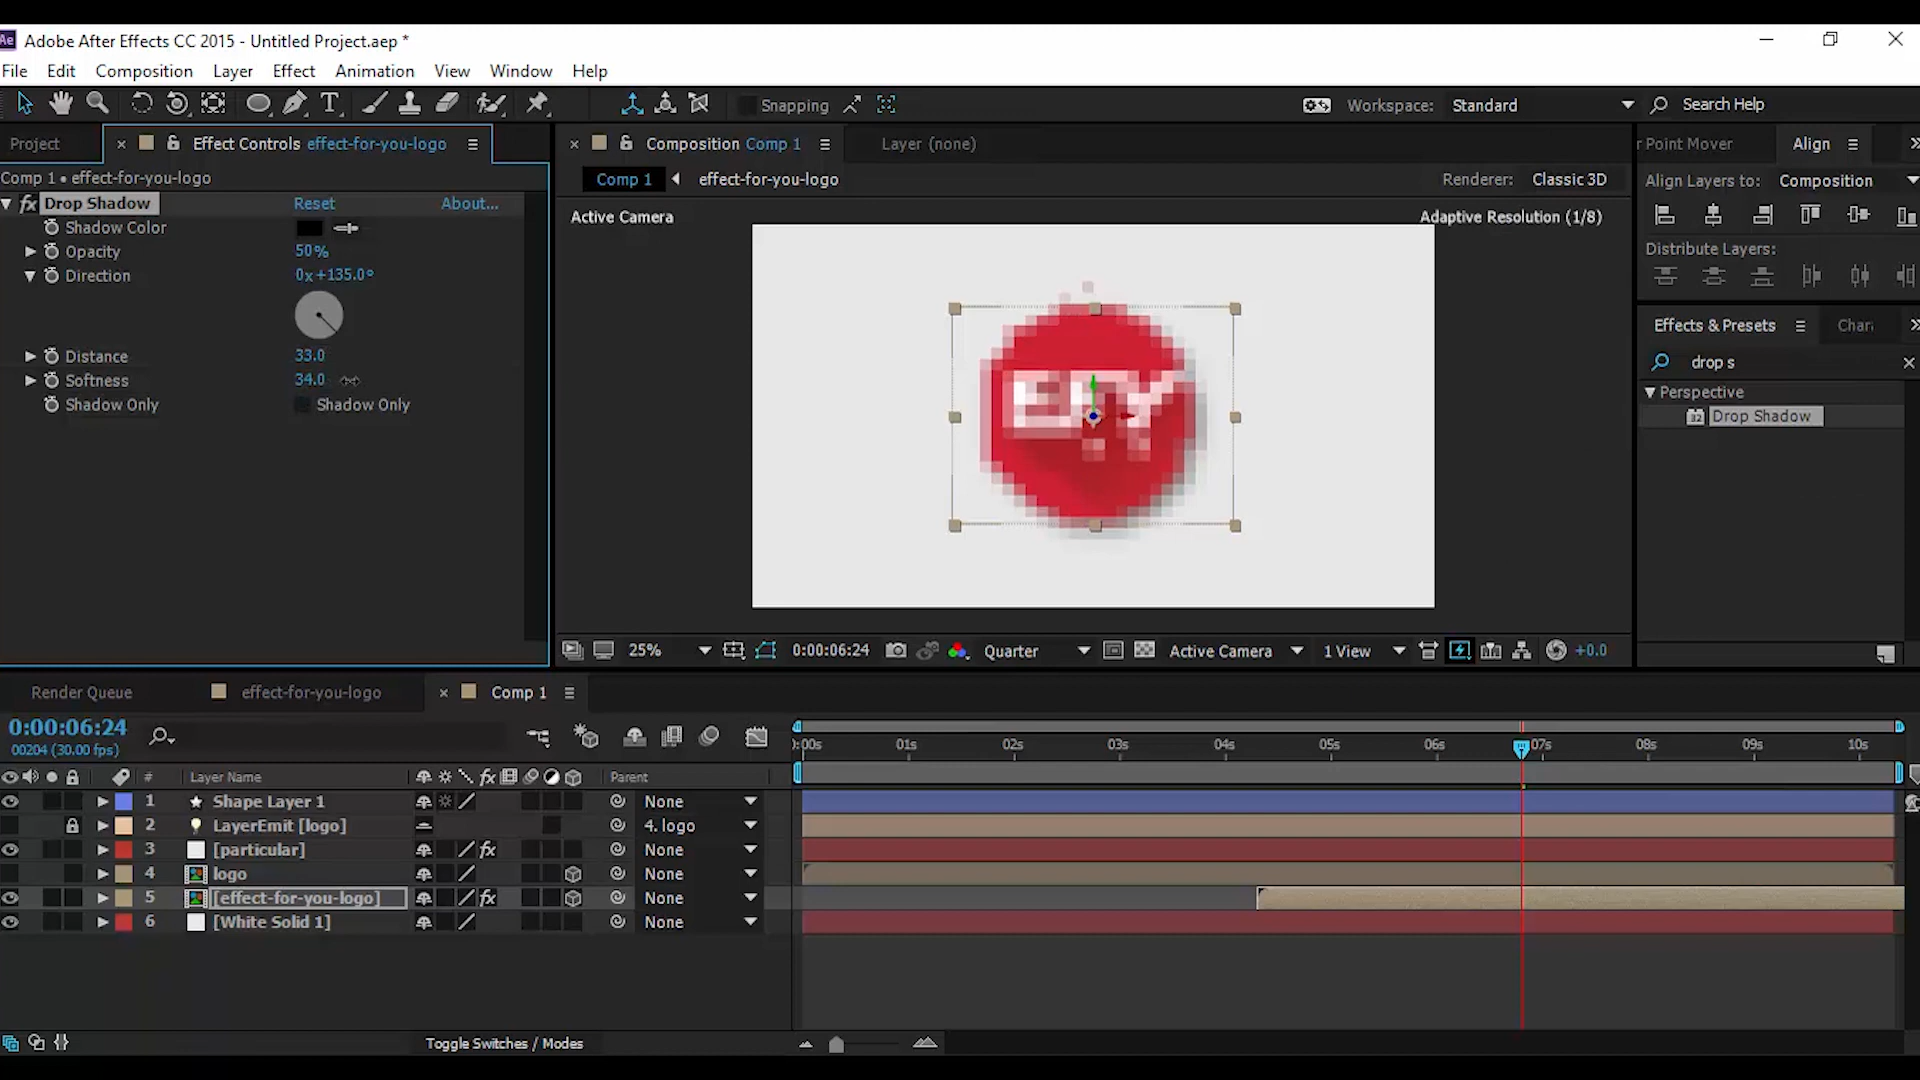 Ae Adobe After Effects CC 2015 - Untitled Project.aep *
File Edit Composition Layer Effect Animation View Window Help
T Snapping Workspace: Standard Search Help
Project Effect Controls effect-for-you-logo
Comp 1 • effect-for-you-logo
fx Drop Shadow Reset About...
Shadow Color
Opacity 50%
Direction 0x+135.0°
Distance 33.0
Softness 34.0
Shadow Only Shadow Only
Composition Comp 1 Layer (none)
Comp 1 effect-for-you-logo Renderer: Classic 3D
Active Camera Adaptive Resolution (1/8)
25% 0:00:06:24 Quarter Active Camera 1 View +0.0
r Point Mover Align »
Align Layers to: Composition
Distribute Layers:
Effects & Presets Char »
drop s
Perspective
32 Drop Shadow
Render Queue effect-for-you-logo Comp 1
0:00:06:24
00204 (30.00 fps)
):00s 01s 02s 03s 04s 05s 06s 07s 08s 09s 10s
# Layer Name fx Parent
1 Shape Layer 1 None
2 LayerEmit [logo] 4. logo
3 [particular] fx None
4 logo None
5 [effect-for-you-logo] fx None
6 [White Solid 1] None
Toggle Switches / Modes